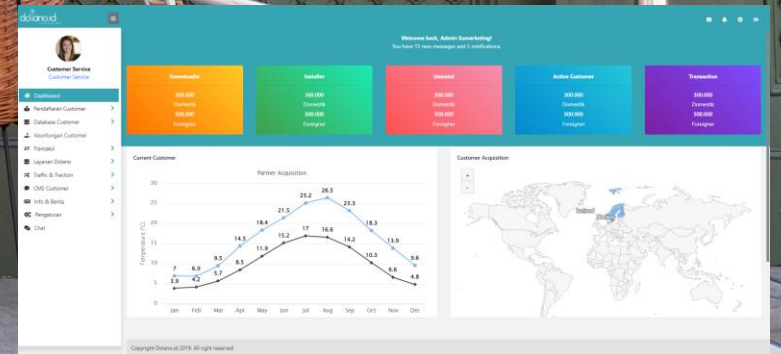 dolano.id
Customer Service
Customer Service
Dashboard
Pendaftaran Customer
Database Customer
Keuntungan Customer
Transaksi
Layanan Dolano
Traffic & Traction
CMS Customer
Info & Berita
Pengaturan
Chat
Welcome back, Admin Sumarketing!
You have 15 new messages and 5 notifications.
Downloader
300.000
Domestik
500.000
Foreigner
Installer
300.000
Domestik
500.000
Foreigner
Uninstal
300.000
Domestik
500.000
Foreigner
Active Customer
300.000
Domestik
500.000
Foreigner
Transaction
300.000
Domestik
500.000
Foreigner
Current Customer
Partner Acquisition
Temperature (°C)
30
25
20
15
10
5
0
7 6.9 9.5 14.5 18.4 21.5 25.2 26.5 23.3 18.3 13.9 9.6
3.9 4.2 5.7 8.5 11.9 15.2 17 16.6 14.2 10.3 6.6 4.8
Jan Feb Mar Apr May Jun Jul Aug Sep Oct Nov Dec
Customer Acquisition
+
-
Iceland
Copyright Dolano.id 2019. All right reserved